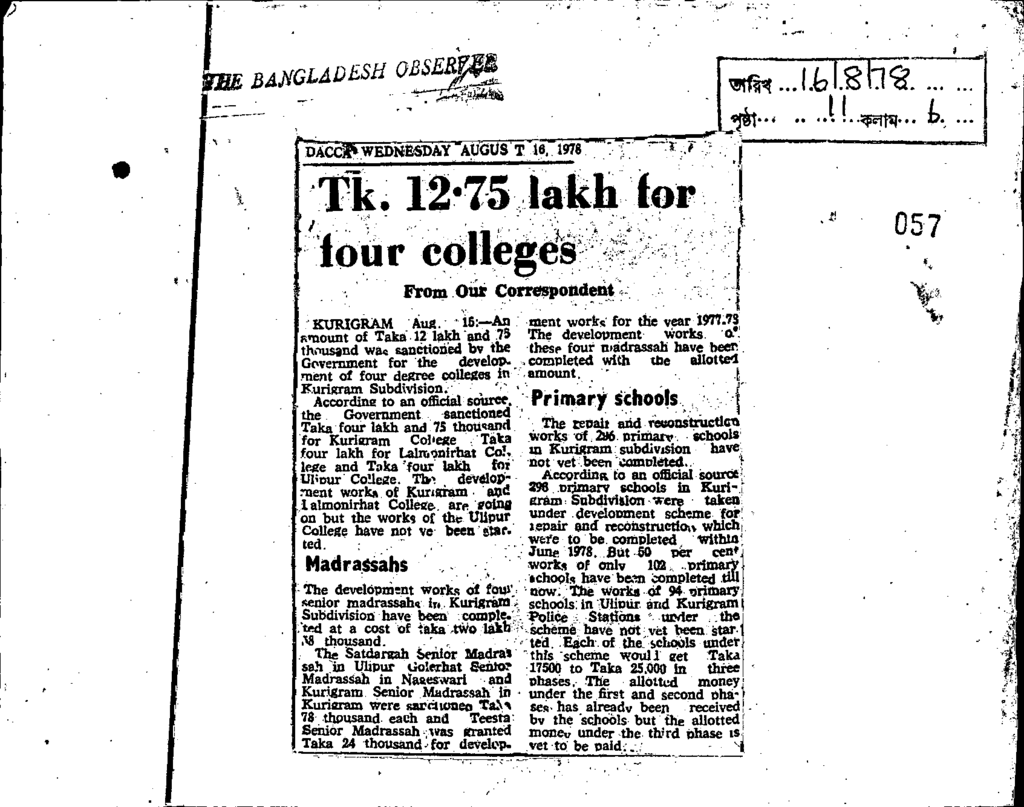 THE BANGLADESH OBSERVER
তারিখ ...16.8.78. ... ...
পৃষ্ঠা... .. ..!!..কলাম... ৮. ...
057
DACCA WEDNESDAY AUGUS T 16, 1978
Tk. 12·75 lakh for
four colleges
From Our Correspondent
KURIGRAM Aug. 15:—An
amount of Taka 12 lakh and 75
thousand was sanctioned by the
Government for the develop-
ment of four degree colleges in
Kurigram Subdivision.
According to an official source,
the Government sanctioned
Taka four lakh and 75 thousand
for Kurigram College Taka
four lakh for Lalmonirhat Col-
lege and Taka four lakh for
Ulipur College. The develop-
ment works of Kurigram and
Lalmonirhat College are going
on but the works of the Ulipur
College have not ye been star-
ted.
Madrassahs
The development works of four
senior madrassahs in Kurigram
Subdivision have been comple-
ted at a cost of taka two lakh
58 thousand.
The Satdargah Senior Madras
sah in Ulipur Golerhat Senior
Madrassah in Nageswari and
Kurigram Senior Madrassah in
Kurigram were sanctioned Taka
78 thousand each and Teesta
Senior Madrassah was granted
Taka 24 thousand for develop-
ment works for the year 1977-78
The development works of
these four madrassah have been
completed with the allotted
amount.
Primary schools
The repair and reconstruction
works of 296 primary schools
in Kurigram subdivision have
not yet been completed.
According to an official source
296 primary schools in Kuri-
gram Subdivision were taken
under development scheme for
repair and reconstruction which
were to be completed within
June 1978. But 50 per cent
works of only 102 primary
schools have been completed till
now. The works of 94 primary
schools in Ulipur and Kurigram
Police Stations under the
scheme have not yet been star
ted. Each of the schools under
this scheme would get Taka
17500 to Taka 25,000 in three
phases. The allotted money
under the first and second pha-
ses has already been received
by the schools but the allotted
money under the third phase is
yet to be paid.